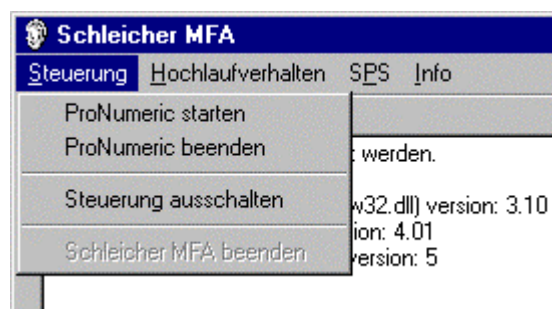 Schleicher MFA
Steuerung Hochlaufverhalten SPS Info
ProNumeric starten
ProNumeric beenden
werden.
Steuerung ausschalten
w32.dll) version: 3.10
ion: 4.01
Schleicher MFA beenden
version: 5